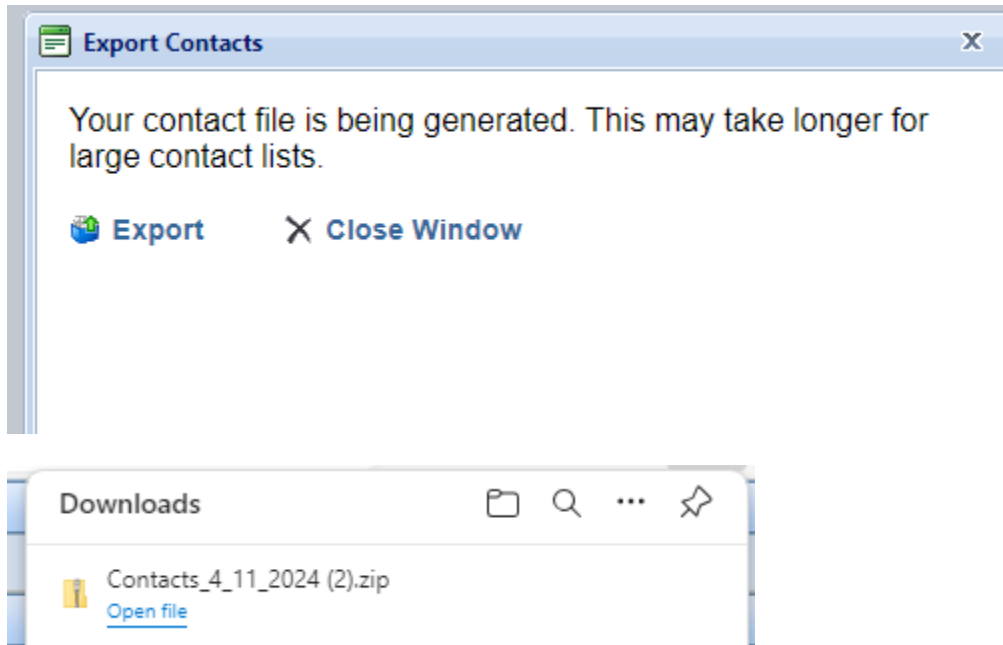 Export Contacts
Your contact file is being generated. This may take longer for
large contact lists.
Export Close Window
Downloads
Contacts_4_11_2024 (2).zip
Open file